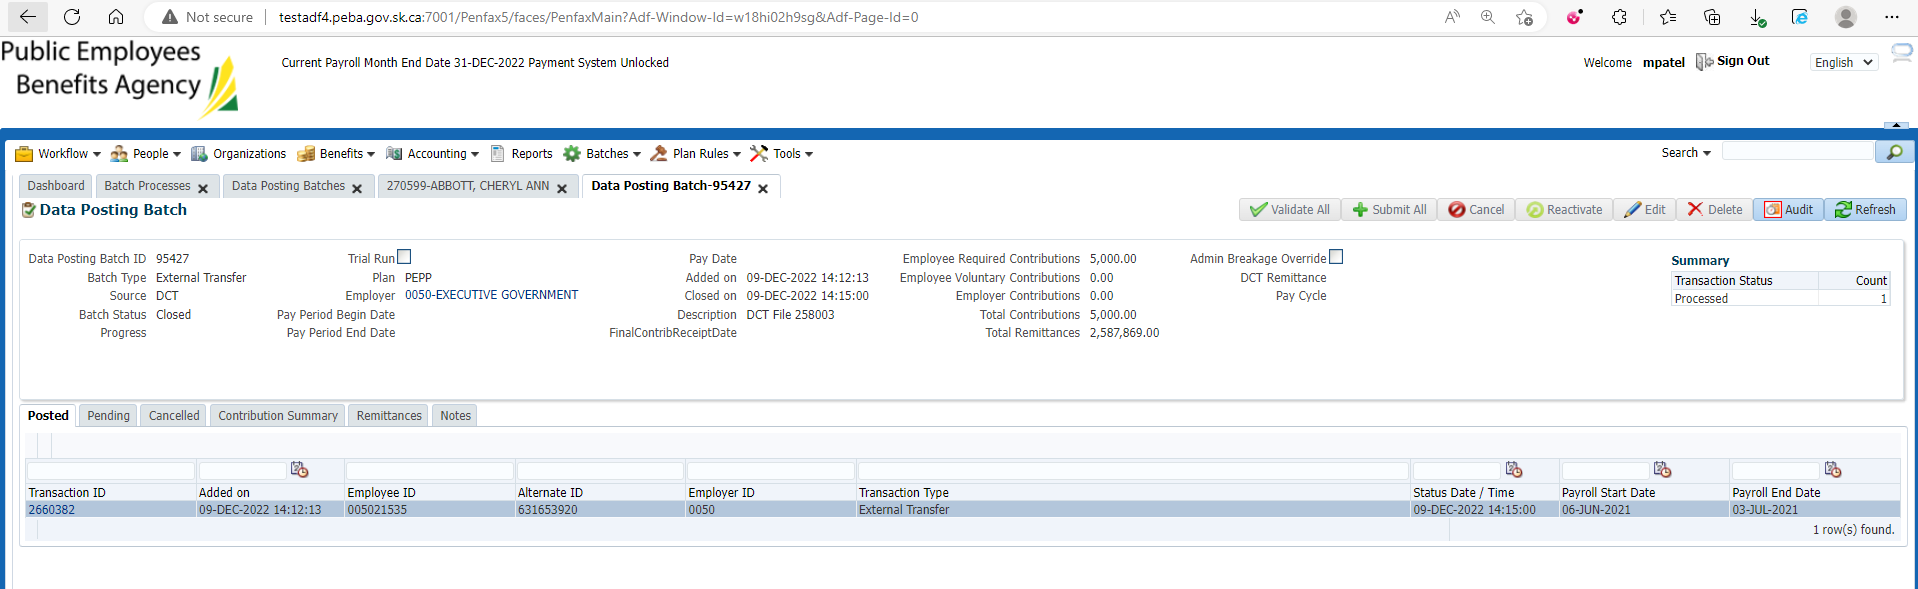 Not secure | testadf4.peba.gov.sk.ca:7001/Penfax5/faces/PenfaxMain?Adf-Window-Id=w18hi02h9sg&Adf-Page-Id=0
Public Employees
Benefits Agency
Current Payroll Month End Date 31-DEC-2022 Payment System Unlocked
Welcome mpatel Sign Out English
Workflow People Organizations Benefits Accounting Reports Batches Plan Rules Tools Search
Dashboard Batch Processes Data Posting Batches 270599-ABBOTT, CHERYL ANN Data Posting Batch-95427
Data Posting Batch Validate All Submit All Cancel Reactivate Edit Delete Audit Refresh
Data Posting Batch ID 95427 Trial Run Pay Date Employee Required Contributions 5,000.00 Admin Breakage Override Summary
Batch Type External Transfer Plan PEPP Added on 09-DEC-2022 14:12:13 Employee Voluntary Contributions 0.00 DCT Remittance Transaction Status Count
Source DCT Employer 0050-EXECUTIVE GOVERNMENT Closed on 09-DEC-2022 14:15:00 Employer Contributions 0.00 Pay Cycle Processed 1
Batch Status Closed Pay Period Begin Date Description DCT File 258003 Total Contributions 5,000.00
Progress Pay Period End Date FinalContribReceiptDate Total Remittances 2,587,869.00
Posted Pending Cancelled Contribution Summary Remittances Notes
Transaction ID Added on Employee ID Alternate ID Employer ID Transaction Type Status Date / Time Payroll Start Date Payroll End Date
2660382 09-DEC-2022 14:12:13 005021535 631653920 0050 External Transfer 09-DEC-2022 14:15:00 06-JUN-2021 03-JUL-2021
1 row(s) found.